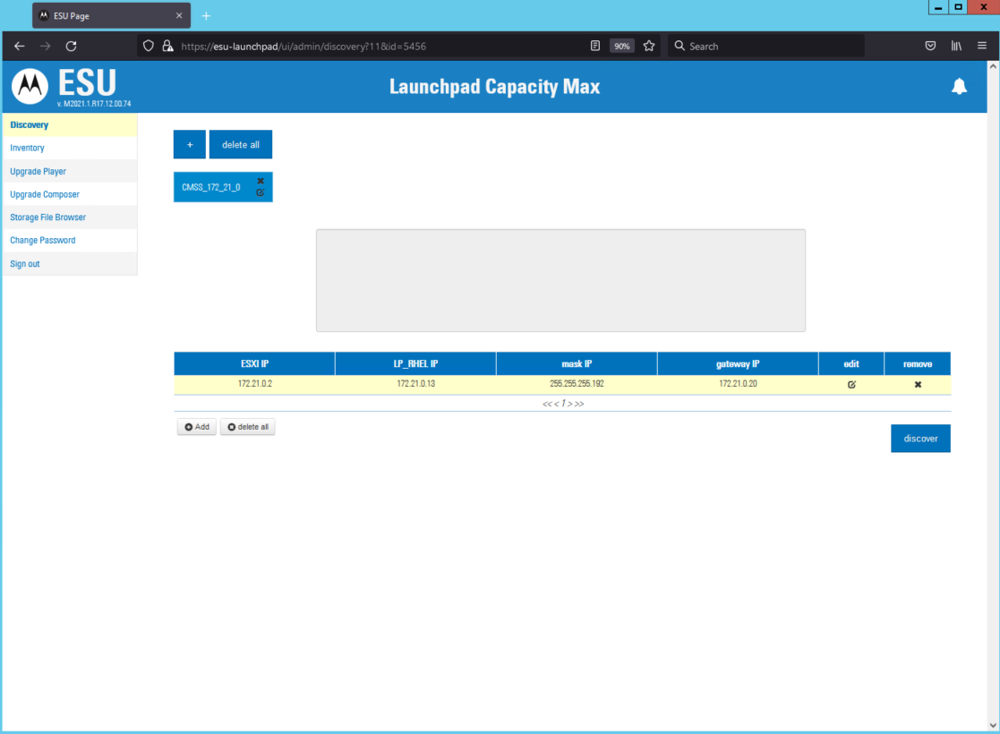 ESU Page
https://esu-launchpad/ui/admin/discovery?11&id=5456
90%
Search
ESU
v. M2021.1.R17.12.00.74
Launchpad Capacity Max
Discovery
Inventory
Upgrade Player
Upgrade Composer
Storage File Browser
Change Password
Sign out
+ delete all
CMSS_172_21_0
ESXI IP LP_RHEL IP mask IP gateway IP edit remove
172.21.0.2 172.21.0.13 255.255.255.192 172.21.0.20
<< < 1 > >>
Add delete all
discover